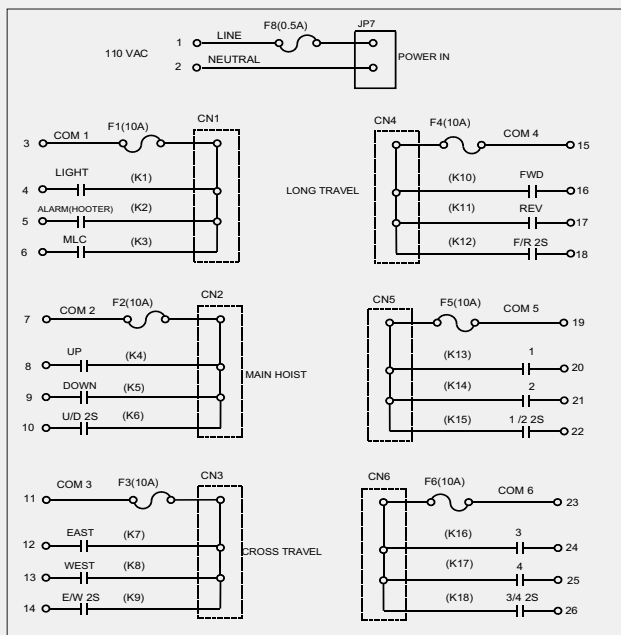 F8(0.5A) JP7
1 LINE
110 VAC POWER IN
2 NEUTRAL
CN1
3 COM 1 F1(10A)
4 LIGHT (K1)
5 ALARM(HOOTER) (K2)
6 MLC (K3)
CN4
F4(10A) COM 4 15
LONG TRAVEL
(K10) FWD 16
(K11) REV 17
(K12) F/R 2S 18
CN2
7 COM 2 F2(10A)
8 UP (K4)
MAIN HOIST
9 DOWN (K5)
10 U/D 2S (K6)
CN5
F5(10A) COM 5 19
(K13) 1 20
(K14) 2 21
(K15) 1 /2 2S 22
CN3
11 COM 3 F3(10A)
12 EAST (K7)
CROSS TRAVEL
13 WEST (K8)
14 E/W 2S (K9)
CN6
F6(10A) COM 6 23
(K16) 3 24
(K17) 4 25
(K18) 3/4 2S 26